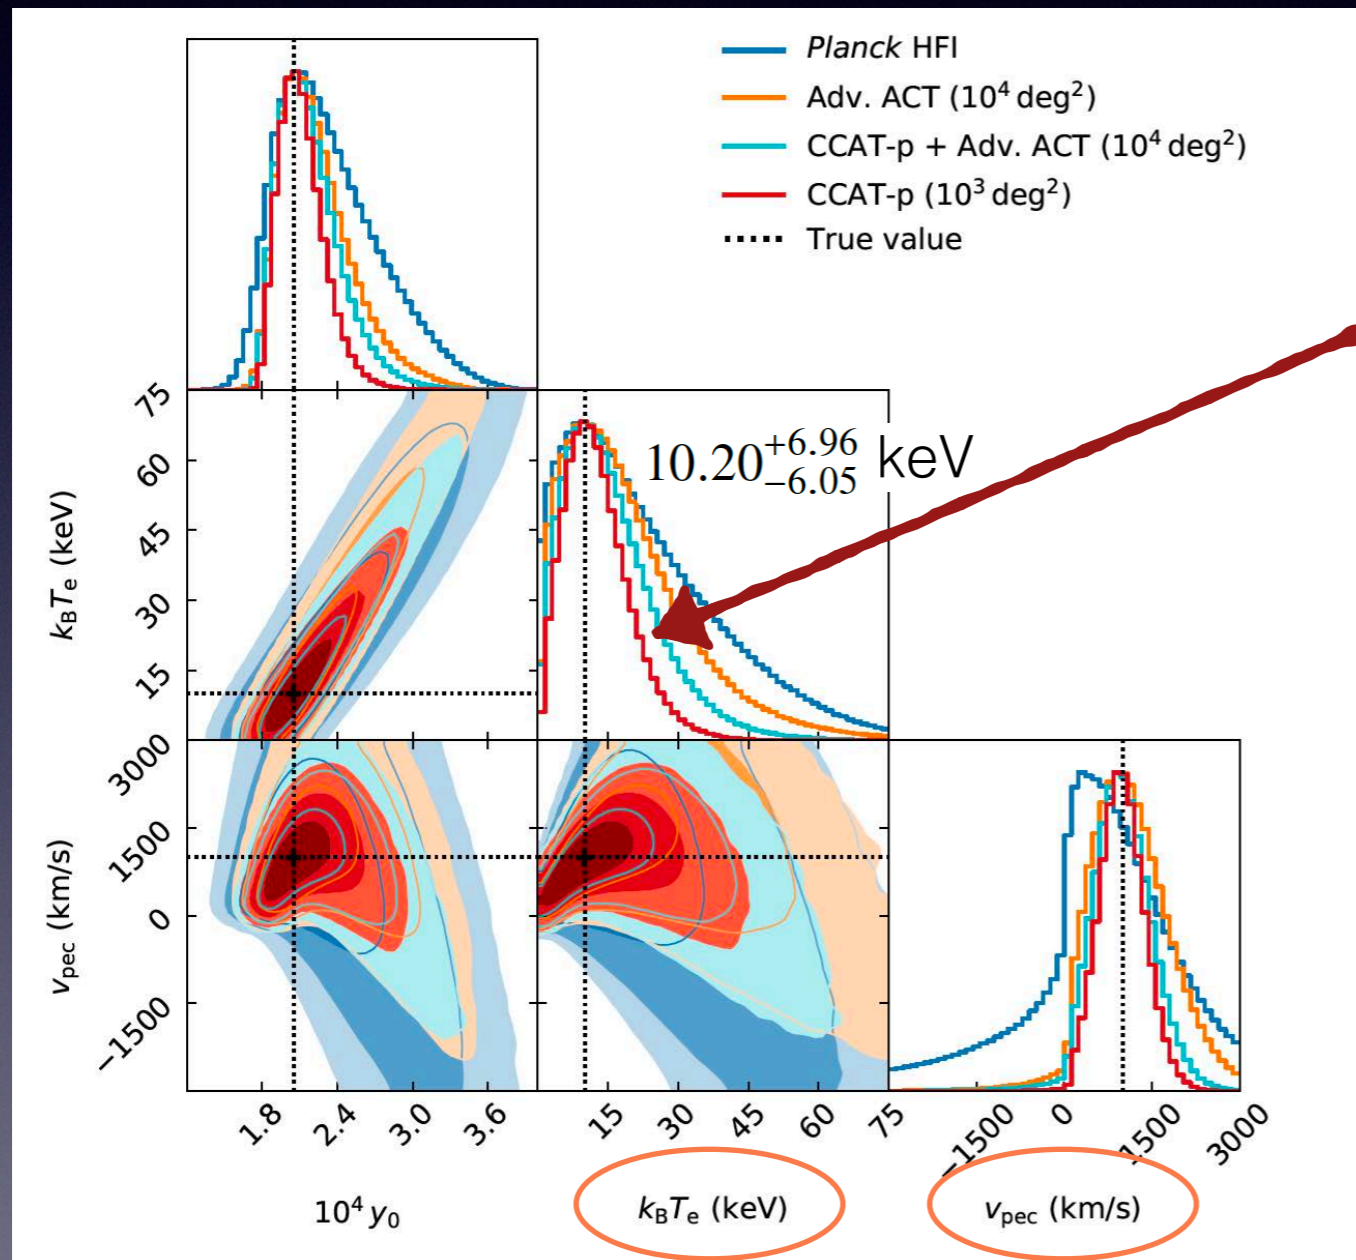 Planck HFI
Adv. ACT (10⁴ deg²)
CCAT-p + Adv. ACT (10⁴ deg²)
CCAT-p (10³ deg²)
True value
10.20 +6.96 −6.05 keV
75
60
45
30
15
k_B T_e (keV)
3000
1500
0
−1500
v_pec (km/s)
1.8 2.4 3.0 3.6
15 30 45 60 75
−1500 0 1500 3000
10⁴ y₀
k_B T_e (keV)
v_pec (km/s)